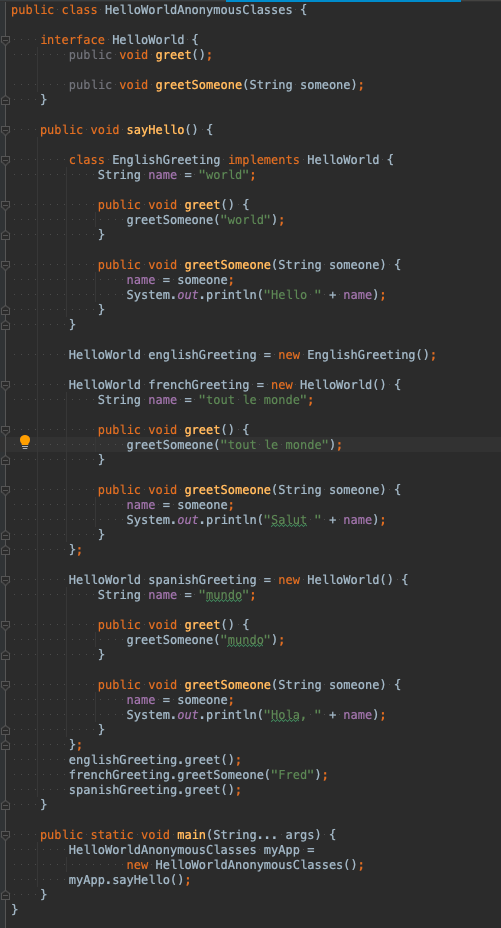 public class HelloWorldAnonymousClasses {
interface HelloWorld {
public void greet();
public void greetSomeone(String someone);
}
public void sayHello() {
class EnglishGreeting implements HelloWorld {
String name = "world";
public void greet() {
greetSomeone("world");
}
public void greetSomeone(String someone) {
name = someone;
System.out.println("Hello " + name);
}
}
HelloWorld englishGreeting = new EnglishGreeting();
HelloWorld frenchGreeting = new HelloWorld() {
String name = "tout le monde";
public void greet() {
greetSomeone("tout le monde");
}
public void greetSomeone(String someone) {
name = someone;
System.out.println("Salut " + name);
}
};
HelloWorld spanishGreeting = new HelloWorld() {
String name = "mundo";
public void greet() {
greetSomeone("mundo");
}
public void greetSomeone(String someone) {
name = someone;
System.out.println("Hola, " + name);
}
};
englishGreeting.greet();
frenchGreeting.greetSomeone("Fred");
spanishGreeting.greet();
}
public static void main(String... args) {
HelloWorldAnonymousClasses myApp =
new HelloWorldAnonymousClasses();
myApp.sayHello();
}
}